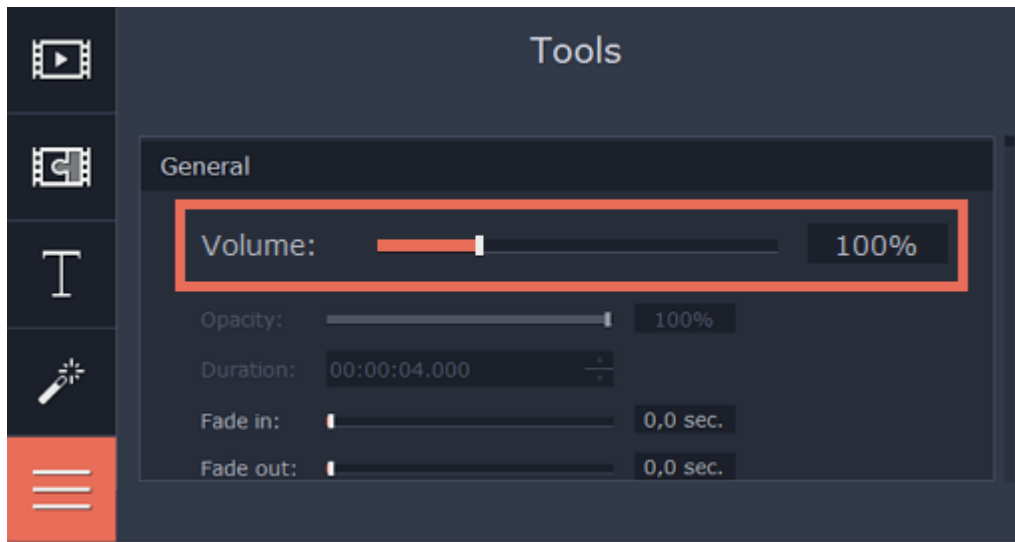 Tools
General
Volume: 100%
T
Opacity: 100%
Duration: 00:00:04.000
Fade in: 0,0 sec.
Fade out: 0,0 sec.